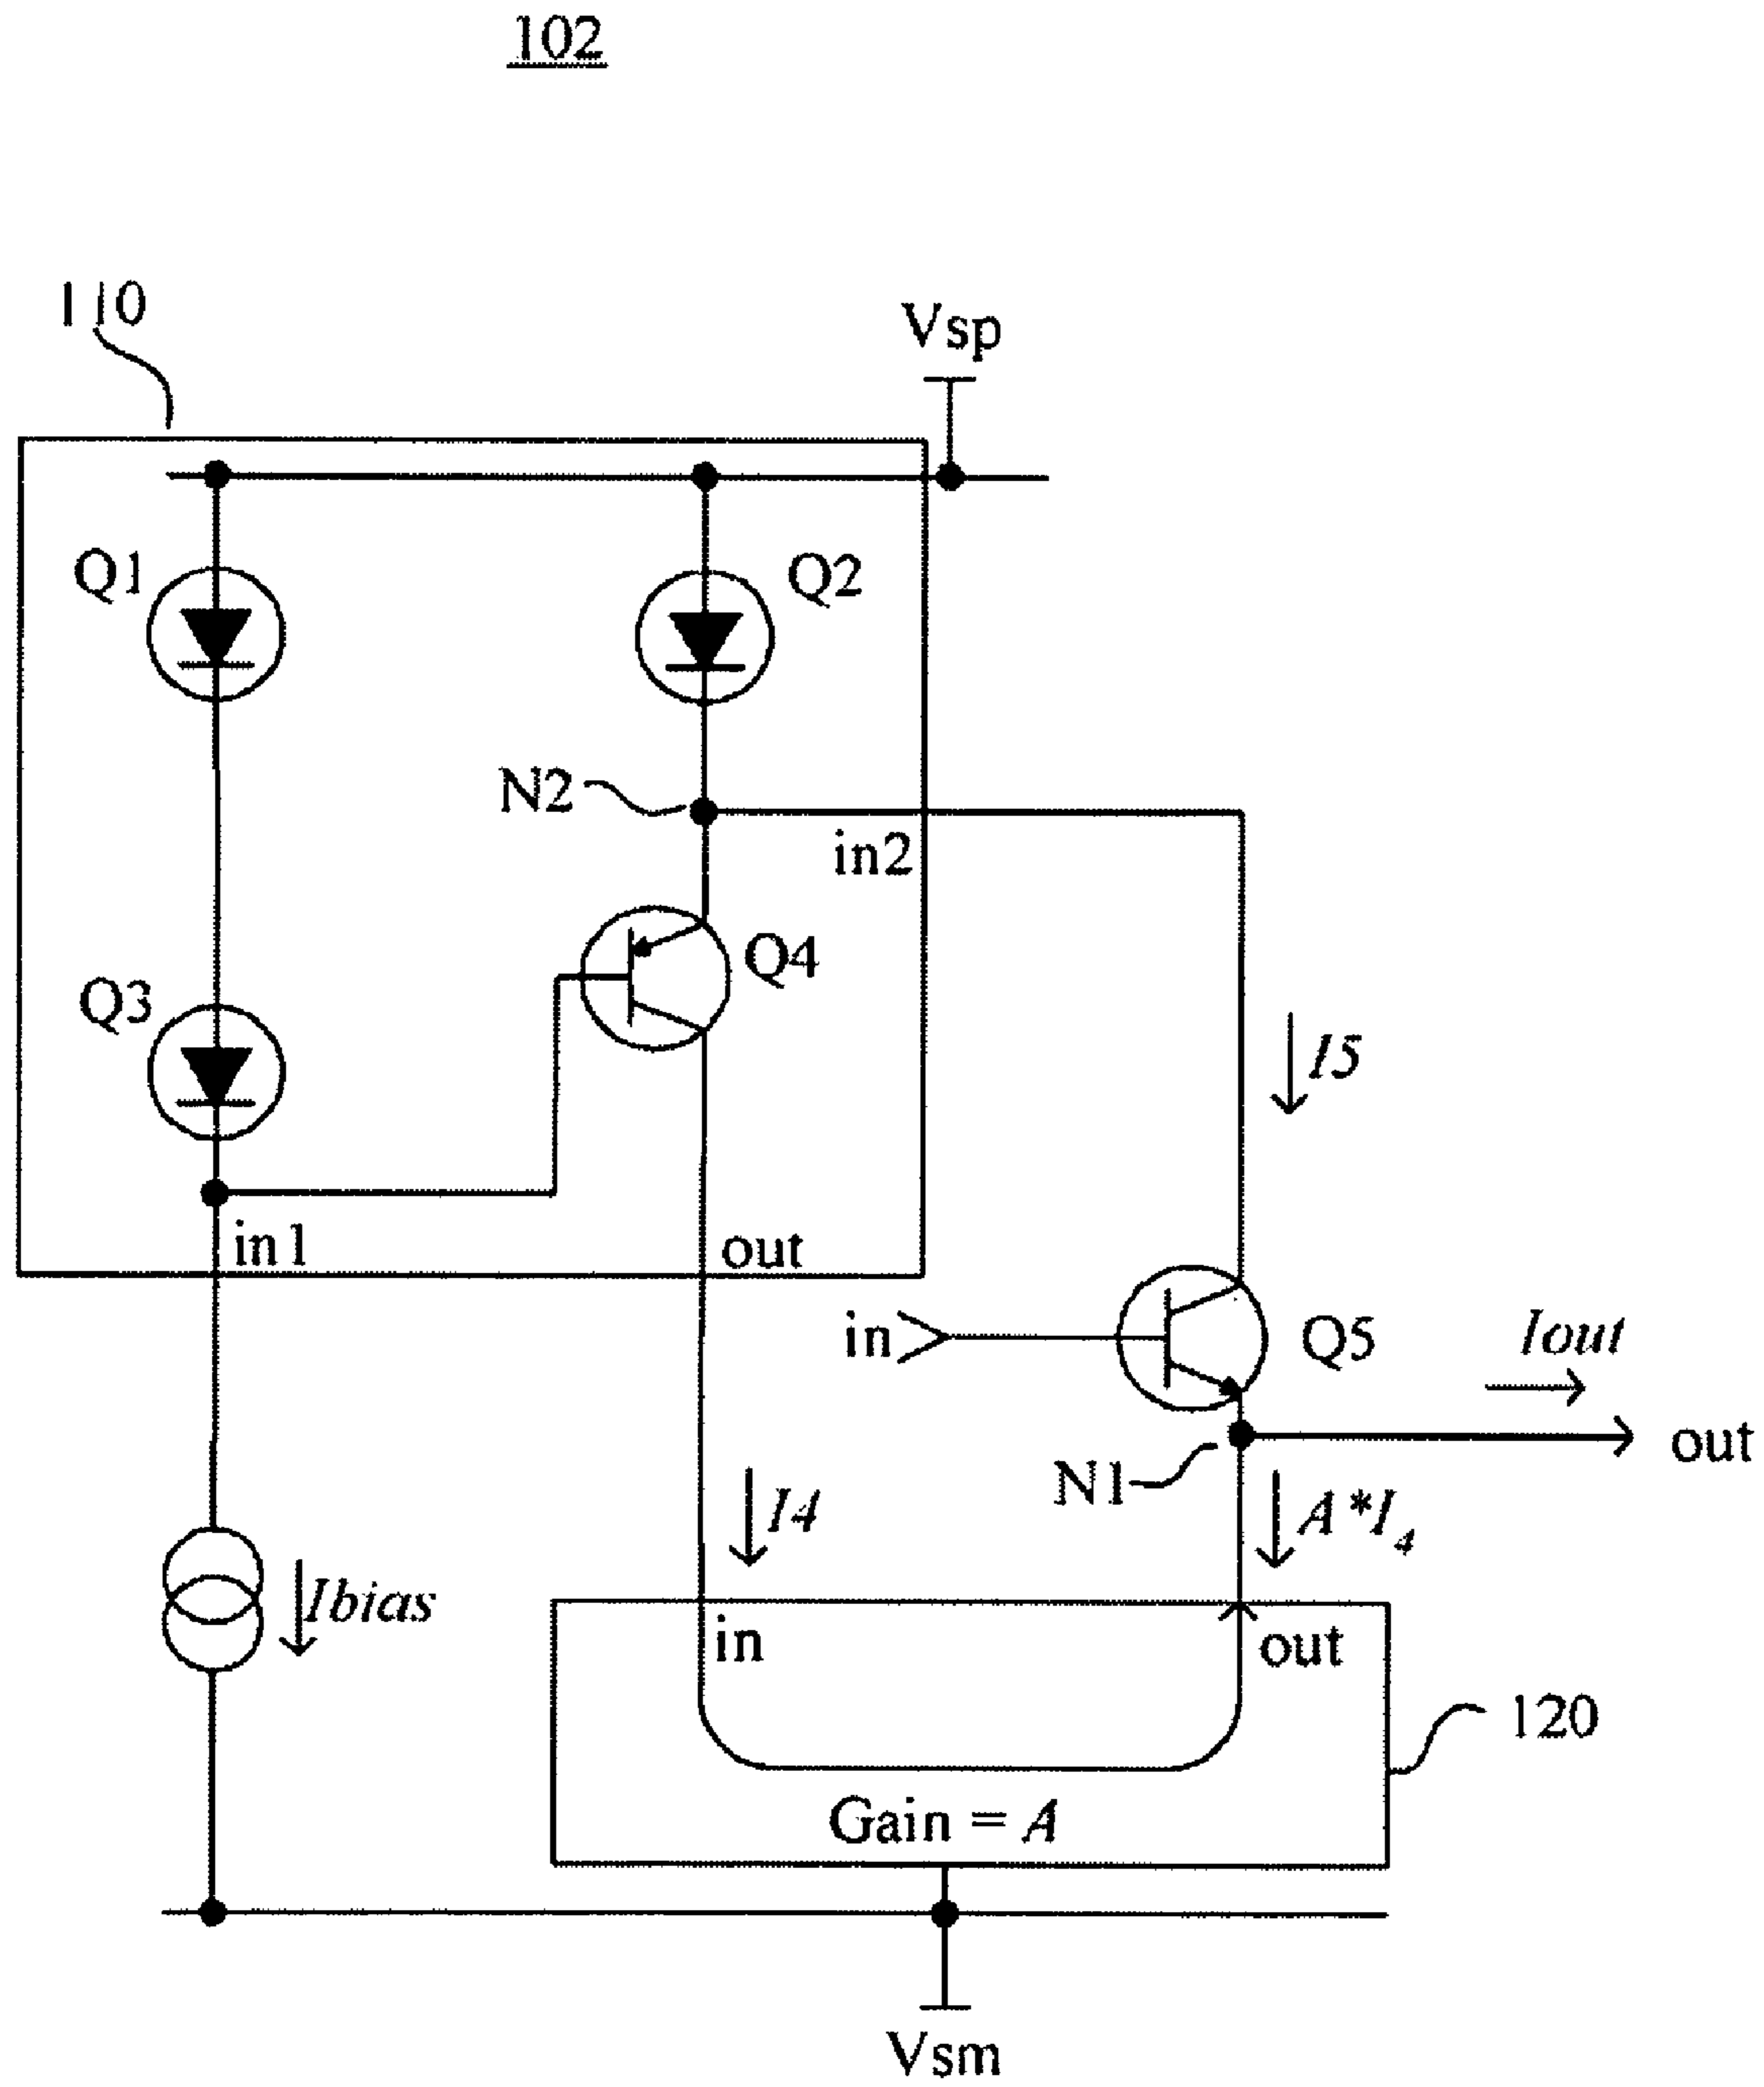 102
110
Vsp
Q1
Q2
N2
in2
Q4
Q3
I5
in1
out
in
Q5
Iout
out
N1
I4
A*I4
Ibias
in
out
120
Gain = A
Vsm